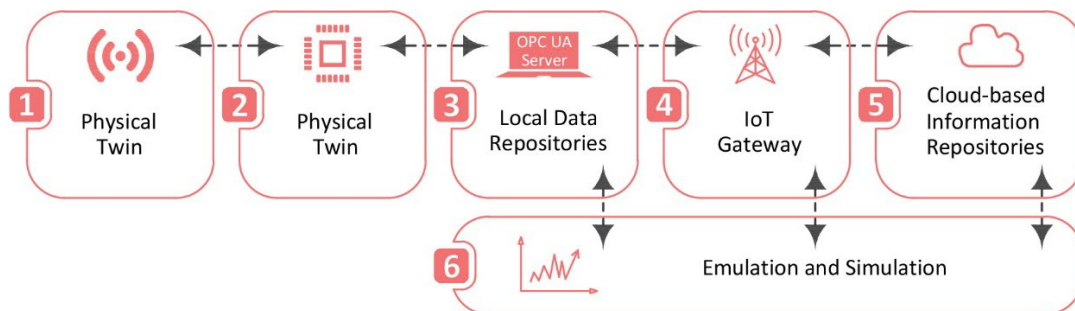 1
Physical
Twin
2
Physical
Twin
3
OPC UA
Server
Local Data
Repositories
4
IoT
Gateway
5
Cloud-based
Information
Repositories
6
Emulation and Simulation